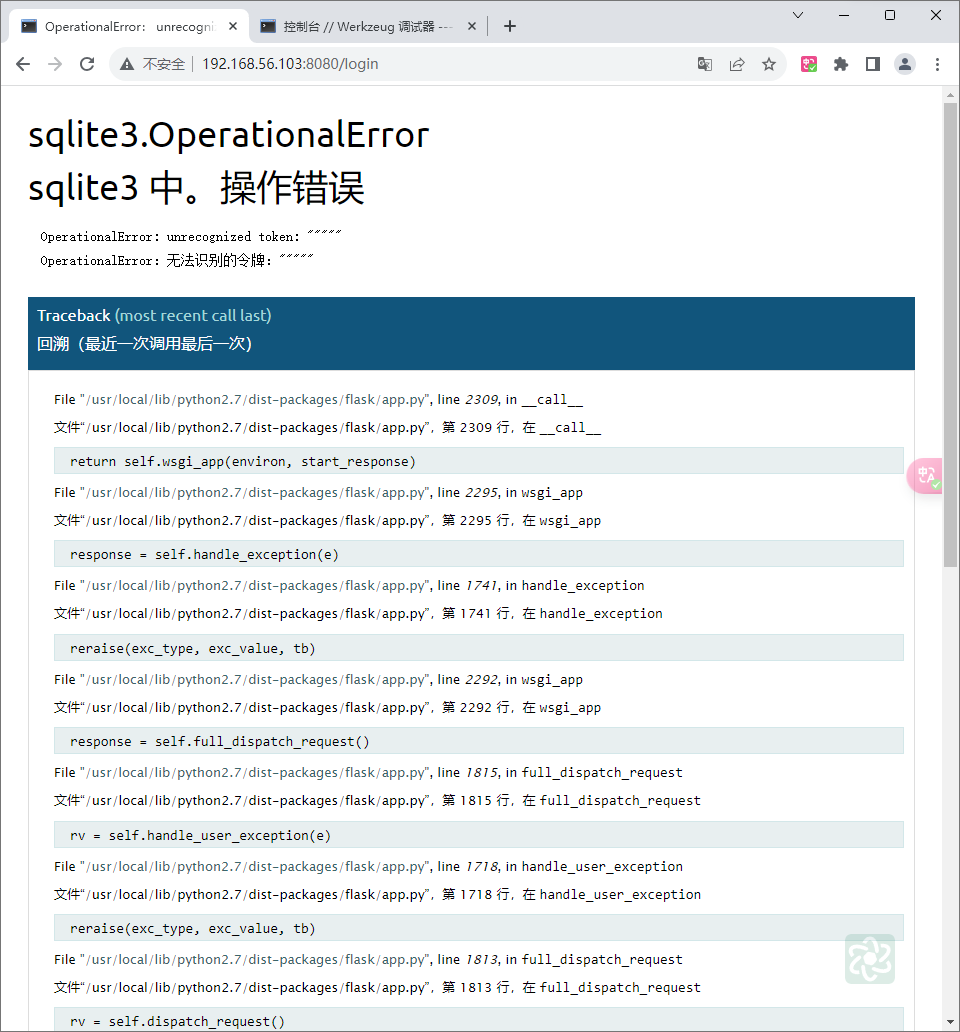 OperationalError: unrecogni
控制台 // Werkzeug 调试器
不安全 192.168.56.103:8080/login
sqlite3.OperationalError
sqlite3 中。操作错误
OperationalError: unrecognized token: """""
OperationalError: 无法识别的令牌："""""
Traceback (most recent call last)
回溯（最近一次调用最后一次）
File "/usr/local/lib/python2.7/dist-packages/flask/app.py", line 2309, in __call__
文件“/usr/local/lib/python2.7/dist-packages/flask/app.py”，第 2309 行，在 __call__
return self.wsgi_app(environ, start_response)
File "/usr/local/lib/python2.7/dist-packages/flask/app.py", line 2295, in wsgi_app
文件“/usr/local/lib/python2.7/dist-packages/flask/app.py”，第 2295 行，在 wsgi_app
response = self.handle_exception(e)
File "/usr/local/lib/python2.7/dist-packages/flask/app.py", line 1741, in handle_exception
文件“/usr/local/lib/python2.7/dist-packages/flask/app.py”，第 1741 行，在 handle_exception
reraise(exc_type, exc_value, tb)
File "/usr/local/lib/python2.7/dist-packages/flask/app.py", line 2292, in wsgi_app
文件“/usr/local/lib/python2.7/dist-packages/flask/app.py”，第 2292 行，在 wsgi_app
response = self.full_dispatch_request()
File "/usr/local/lib/python2.7/dist-packages/flask/app.py", line 1815, in full_dispatch_request
文件“/usr/local/lib/python2.7/dist-packages/flask/app.py”，第 1815 行，在 full_dispatch_request
rv = self.handle_user_exception(e)
File "/usr/local/lib/python2.7/dist-packages/flask/app.py", line 1718, in handle_user_exception
文件“/usr/local/lib/python2.7/dist-packages/flask/app.py”，第 1718 行，在 handle_user_exception
reraise(exc_type, exc_value, tb)
File "/usr/local/lib/python2.7/dist-packages/flask/app.py", line 1813, in full_dispatch_request
文件“/usr/local/lib/python2.7/dist-packages/flask/app.py”，第 1813 行，在 full_dispatch_request
rv = self.dispatch_request()